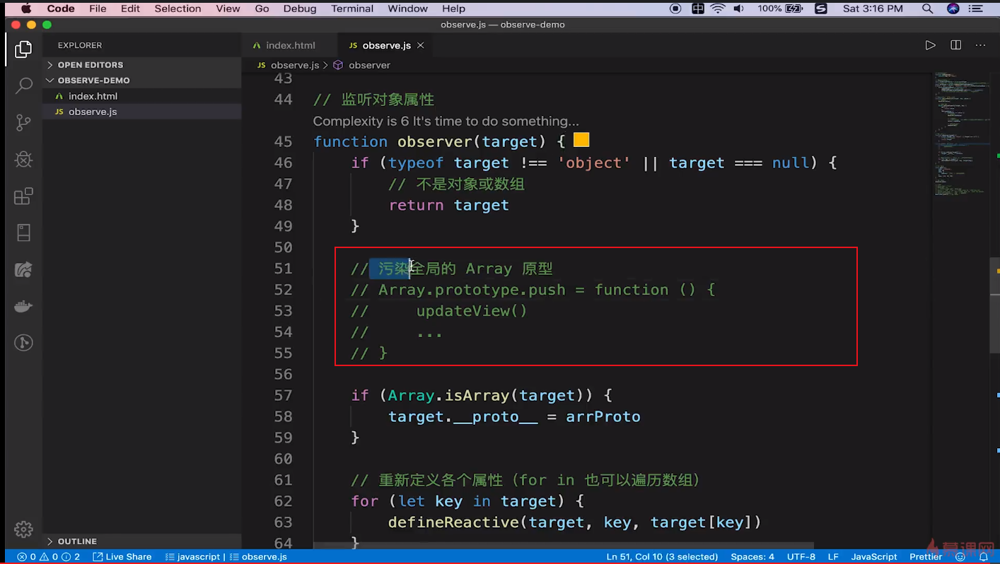 Code File Edit Selection View Go Debug Terminal Window Help 100% Sat 3:16 PM
observe.js — observe-demo
EXPLORER
OPEN EDITORS
OBSERVE-DEMO
index.html
JS observe.js
OUTLINE
index.html JS observe.js
JS observe.js > observer
43
44 // 监听对象属性
Complexity is 6 It's time to do something...
45 function observer(target) {
46 if (typeof target !== 'object' || target === null) {
47 // 不是对象或数组
48 return target
49 }
50
51 // 污染全局的 Array 原型
52 // Array.prototype.push = function () {
53 // updateView()
54 // ...
55 // }
56
57 if (Array.isArray(target)) {
58 target.__proto__ = arrProto
59 }
60
61 // 重新定义各个属性（for in 也可以遍历数组）
62 for (let key in target) {
63 defineReactive(target, key, target[key])
64 }
0 0 2 Live Share javascript | observe.js Ln 51, Col 10 (3 selected) Spaces: 4 UTF-8 LF JavaScript Prettier
慕课网